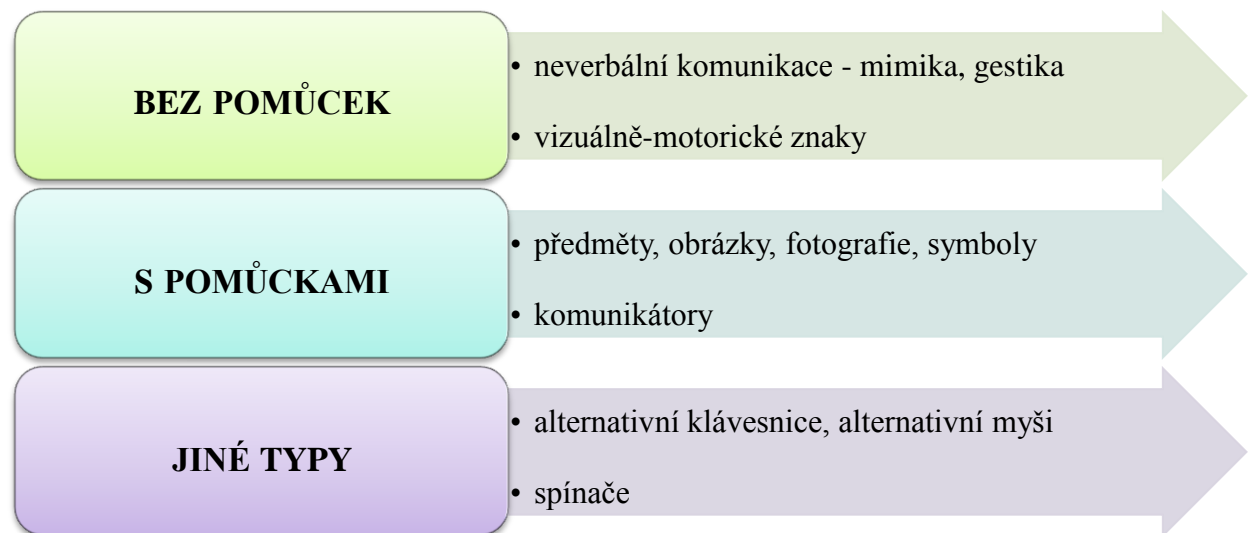 BEZ POMŮCEK
• neverbální komunikace - mimika, gestika
• vizuálně-motorické znaky
S POMŮCKAMI
• předměty, obrázky, fotografie, symboly
• komunikátory
JINÉ TYPY
• alternativní klávesnice, alternativní myši
• spínače